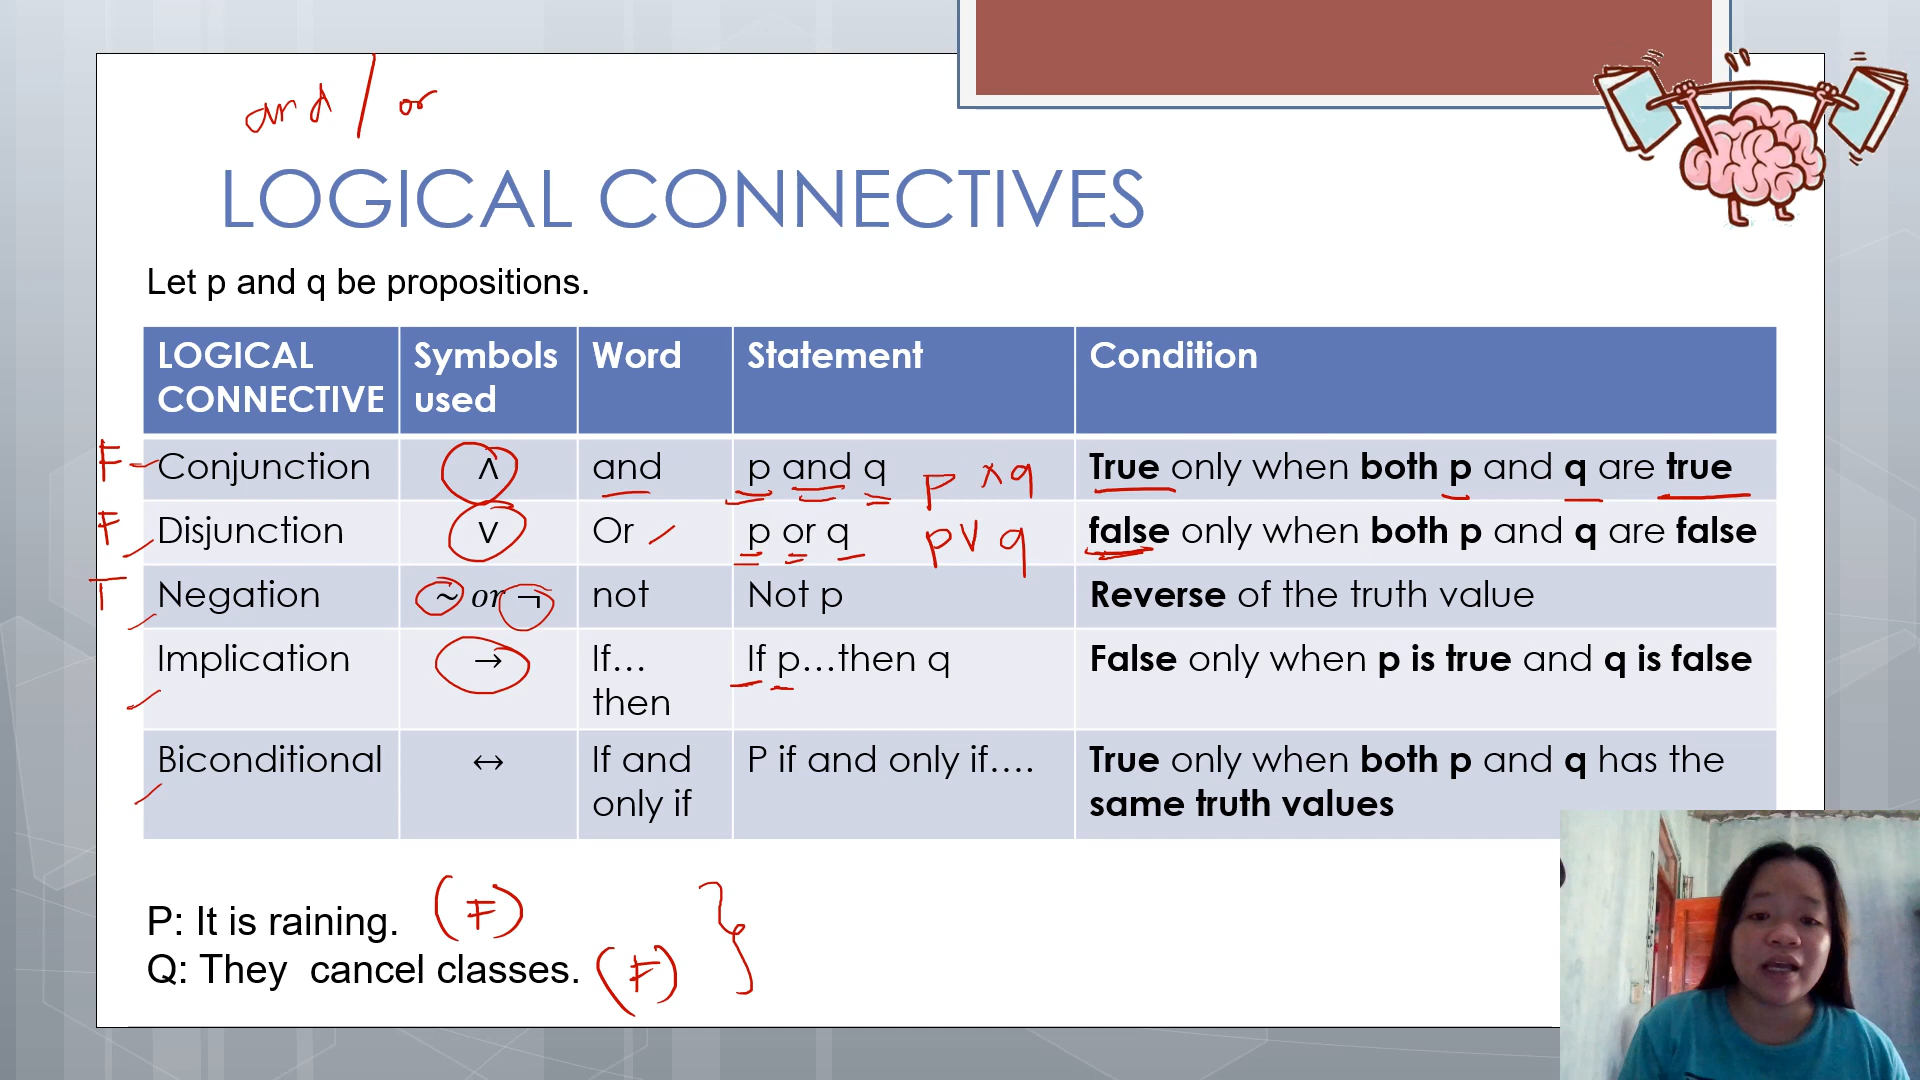 and / or
LOGICAL CONNECTIVES
Let p and q be propositions.
LOGICAL CONNECTIVE Symbols used Word Statement Condition
F Conjunction ∧ and p and q p ∧ q True only when both p and q are true
F Disjunction ∨ Or p or q p ∨ q false only when both p and q are false
T Negation ~ or ¬ not Not p Reverse of the truth value
Implication → If… then If p…then q False only when p is true and q is false
Biconditional ↔ If and only if P if and only if…. True only when both p and q has the same truth values
P: It is raining. (F)
Q: They cancel classes. (F)